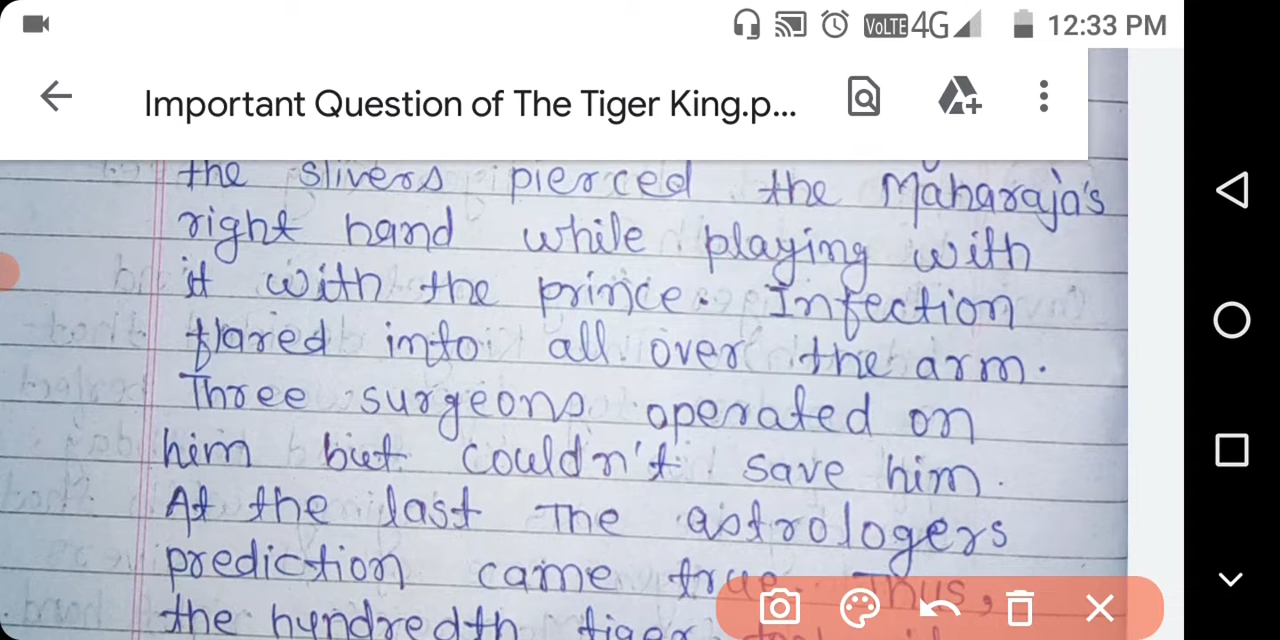 VoLTE 4G 12:33 PM
Important Question of The Tiger King.p...
the slivers pierced the Maharaja's
right hand while playing with
it with the prince. Infection
flared into all over the arm.
Three surgeons operated on
him but couldn't save him.
At the last The astrologers
prediction came true. Thus,
the hundredth tiger